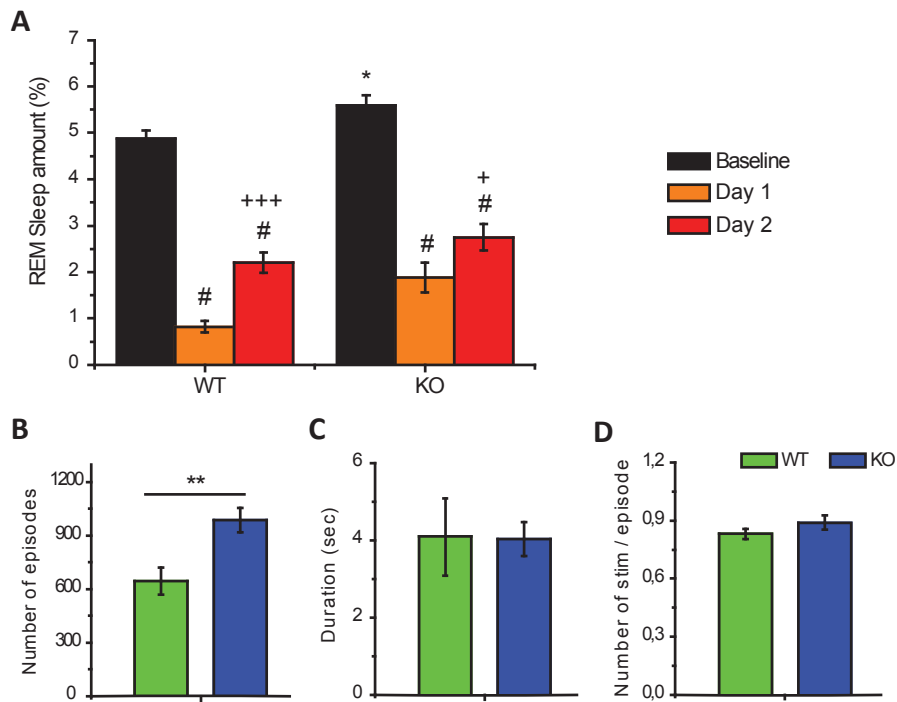 A
REM Sleep amount (%)
7
6
5
4
3
2
1
0
*
+++
#
#
+
#
#
WT
KO
Baseline
Day 1
Day 2
B
Number of episodes
1200
900
600
300
0
**
C
Duration (sec)
6
4
2
0
D
Number of stim / episode
1,2
0,9
0,6
0,3
0,0
WT KO